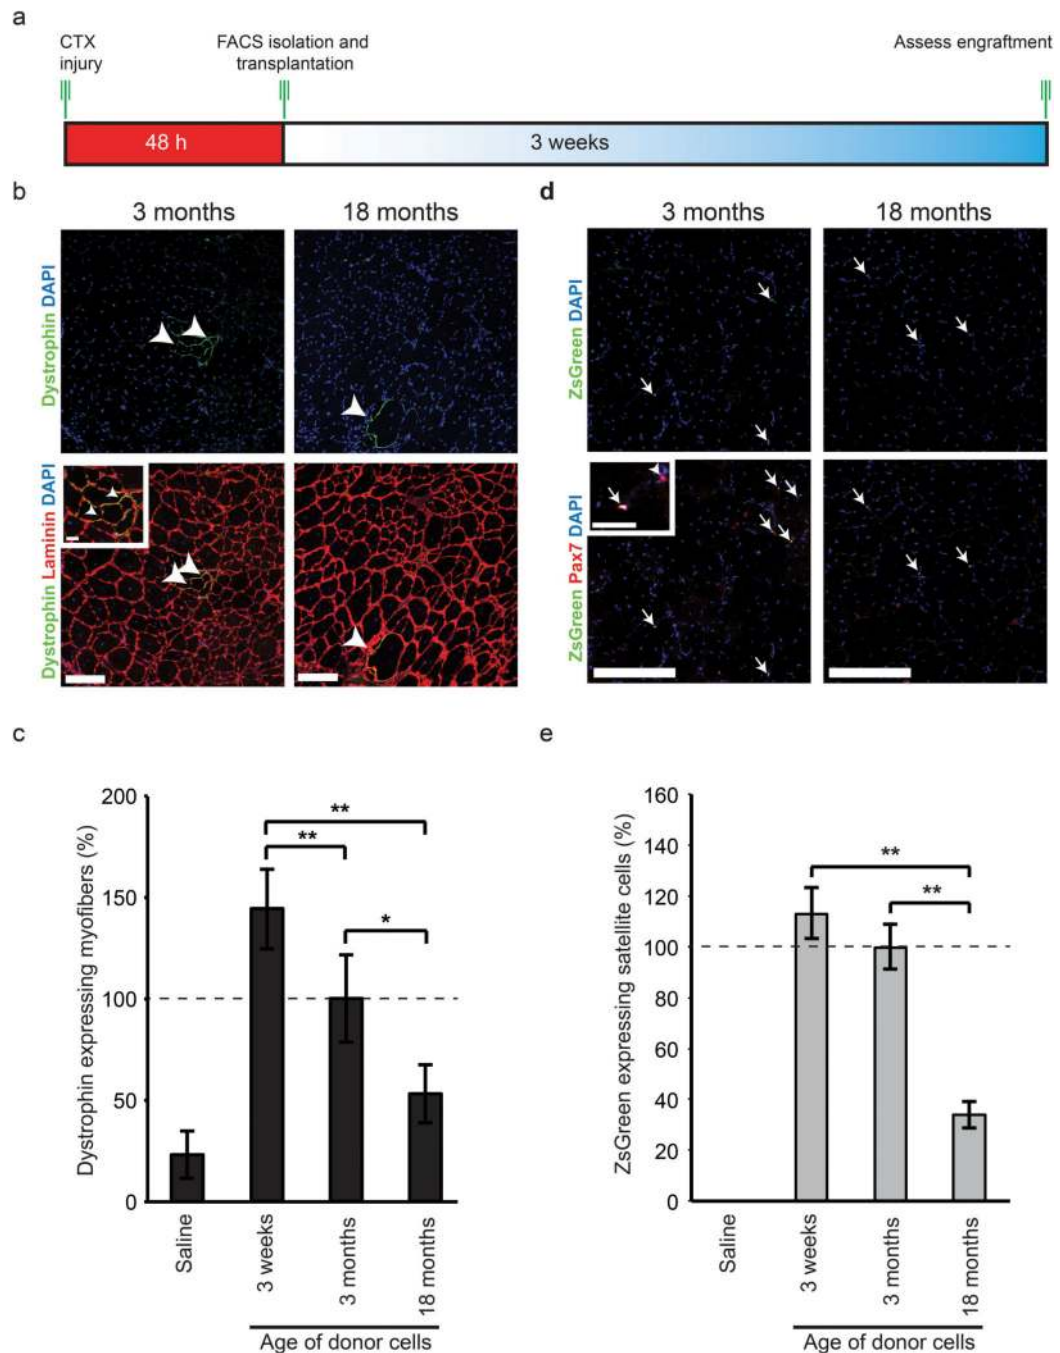 a
CTX
injury
FACS isolation and
transplantation
Assess engraftment
48 h
3 weeks
b
3 months
18 months
Dystrophin DAPI
Dystrophin Laminin DAPI
d
3 months
18 months
ZsGreen DAPI
ZsGreen Pax7 DAPI
c
Dystrophin expressing myofibers (%)
200
150
100
50
0
**
**
*
Saline
3 weeks
3 months
18 months
Age of donor cells
e
ZsGreen expressing satellite cells (%)
160
140
120
100
80
60
40
20
0
**
**
Saline
3 weeks
3 months
18 months
Age of donor cells